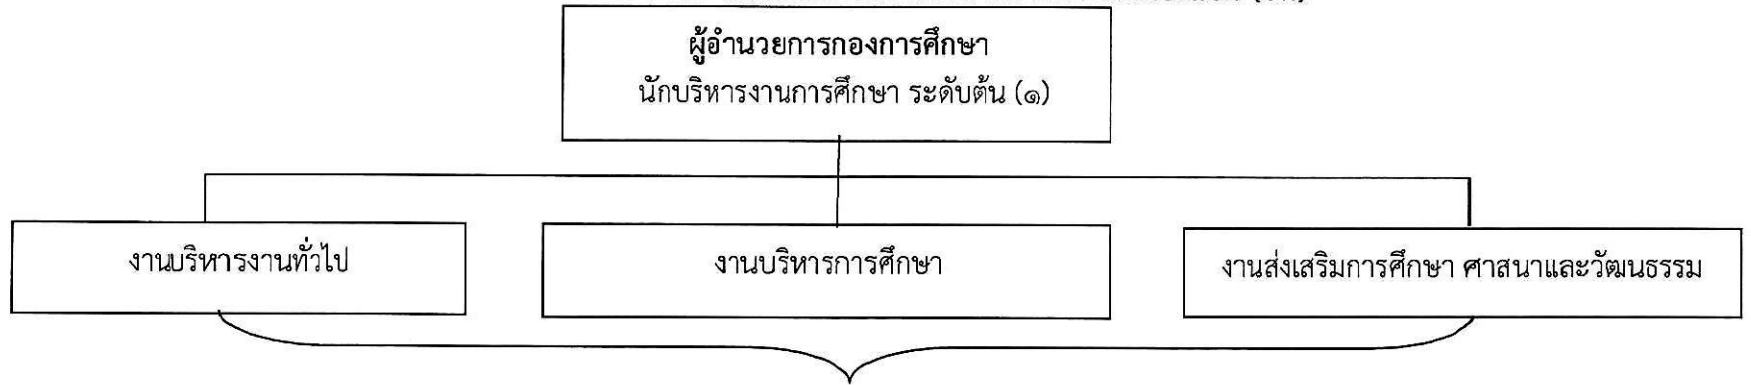 ผู้อำนวยการกองการศึกษา
นักบริหารงานการศึกษา ระดับต้น (๑)
งานบริหารงานทั่วไป
งานบริหารการศึกษา
งานส่งเสริมการศึกษา ศาสนาและวัฒนธรรม